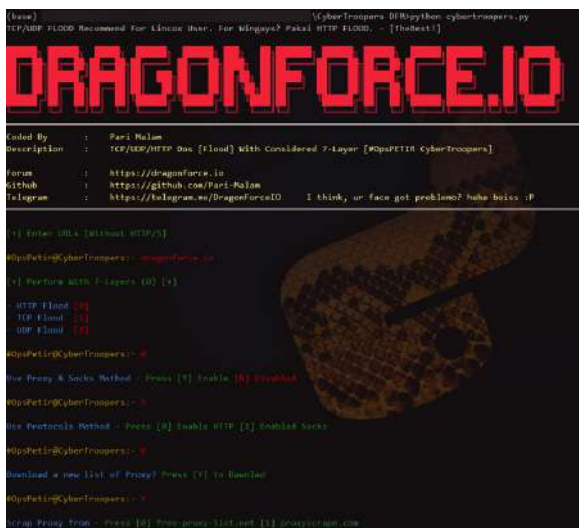 (base) \CyberTroopers DFM>python cybertroopers.py
TCP/UDP FLOOD Recommend For Lincox User. For Wingays? Pakai HTTP FLOOD. - [TheBest!]
DRAGONFORCE.IO
Coded By : Pari Malam
Description : TCP/UDP/HTTP Dos [Flood] With Considered 7-Layer [#OpsPETIR CyberTroopers]
Forum : https://dragonforce.io
Github : https://github.com/Pari-Malam
Telegram : https://telegram.me/DragonForceIO I think, ur face got problemo? huhe boiss :P
[+] Enter URLs [Without HTTP/S]
#OpsPetir@CyberTroopers:- dragonforce.io
[+] Perform With 7-Layers (0) [+]
- HTTP Flood [0]
- TCP Flood [1]
- UDP Flood [2]
#OpsPetir@CyberTroopers:- 0
Use Proxy & Socks Method - Press [Y] Enable [N] Disabled
#OpsPetir@CyberTroopers:-
Use Protocols Method - Press [0] Enable HTTP [1] Enabled Socks
#OpsPetir@CyberTroopers:- 0
Download a new list of Proxy? Press [Y] to Download
#OpsPetir@CyberTroopers:-
Scrap Proxy from - Press [0] free-proxy-list.net [1] proxyscrape.com